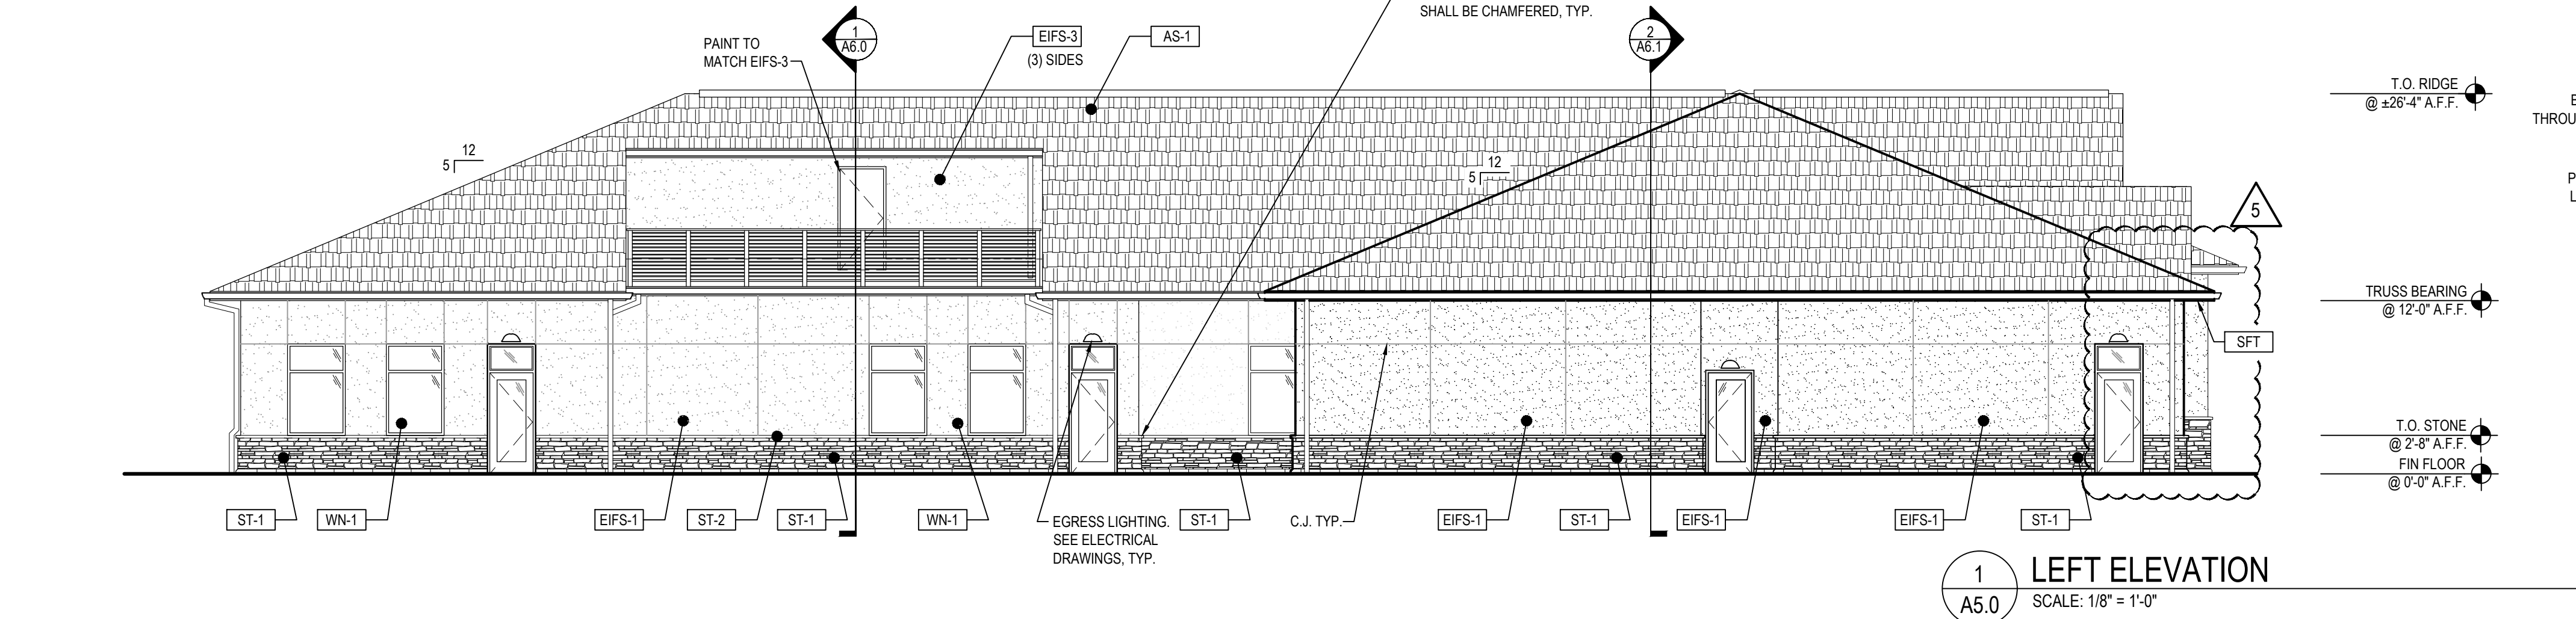 SHALL BE CHAMFERED, TYP.
PAINT TO
MATCH EIFS-3
1
A6.0
EIFS-3
(3) SIDES
AS-1
2
A6.1
T.O. RIDGE
@ ±26'-4" A.F.F.
THROU
12
5
12
5
5
TRUSS BEARING
@ 12'-0" A.F.F.
SFT
T.O. STONE
@ 2'-8" A.F.F.
FIN FLOOR
@ 0'-0" A.F.F.
ST-1
WN-1
EIFS-1
ST-2
ST-1
WN-1
EGRESS LIGHTING.
SEE ELECTRICAL
DRAWINGS, TYP.
ST-1
C.J. TYP.
EIFS-1
ST-1
EIFS-1
EIFS-1
ST-1
1
A5.0
LEFT ELEVATION
SCALE: 1/8" = 1'-0"